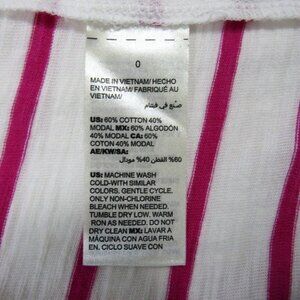 0
MADE IN VIETNAM/ HECHO
EN VIETNAM/ FABRIQUÉ AU
VIETNAM/
صنع في فيتنام
US: 60% COTTON 40%
MODAL MX: 60% ALGODÓN
40% MODAL CA: 60%
COTON 40% MODAL
AE/KW/SA:
60% القطن 40% مودال
US: MACHINE WASH
COLD-WITH SIMILAR
COLORS, GENTLE CYCLE.
ONLY NON-CHLORINE
BLEACH WHEN NEEDED.
TUMBLE DRY LOW. WARM
IRON AS NEEDED. DO NOT
DRY CLEAN MX: LAVAR A
MÁQUINA CON AGUA FRIA
EN, CICLO SUAVE CON